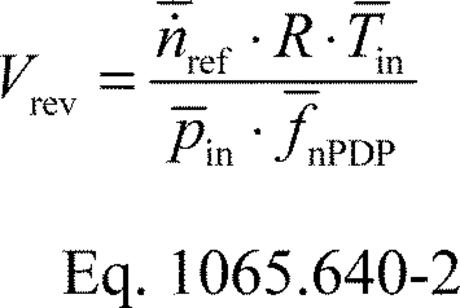 V_rev = (n̄̇_ref · R · T̄_in) / (p̄_in · f̄_nPDP)
Eq. 1065.640-2